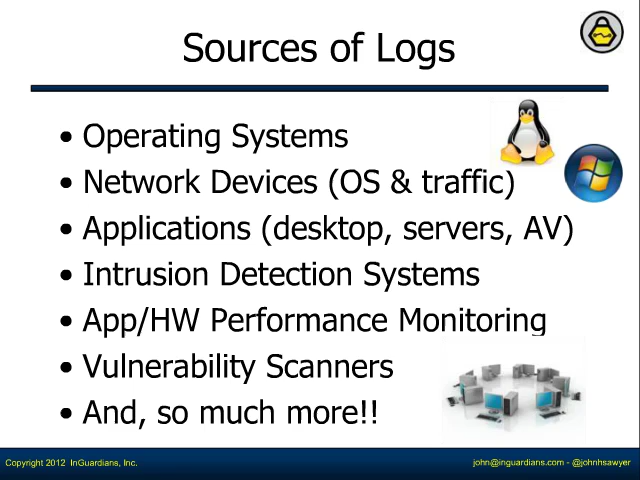 Sources of Logs
• Operating Systems
• Network Devices (OS & traffic)
• Applications (desktop, servers, AV)
• Intrusion Detection Systems
• App/HW Performance Monitoring
• Vulnerability Scanners
• And, so much more!!
Copyright 2012 InGuardians, Inc.
john@inguardians.com - @johnhsawyer